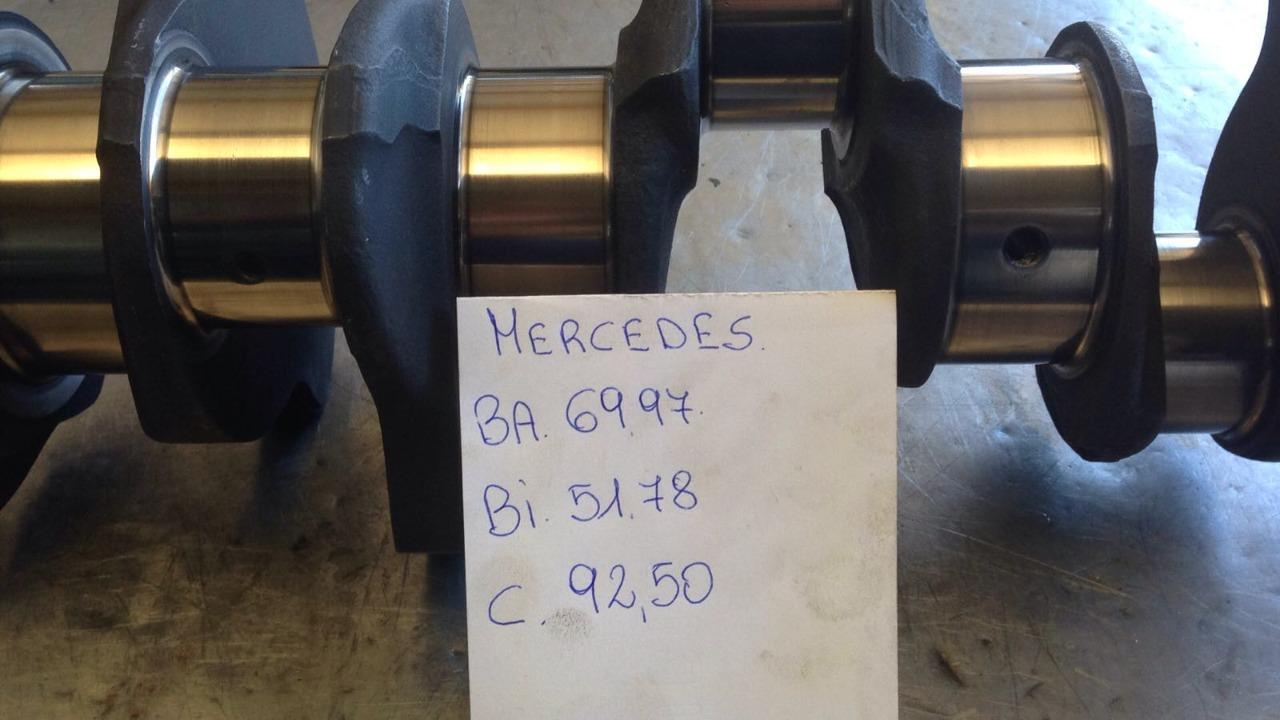 MERCEDES.
BA. 69,97.
Bi. 51,78
C. 92,50